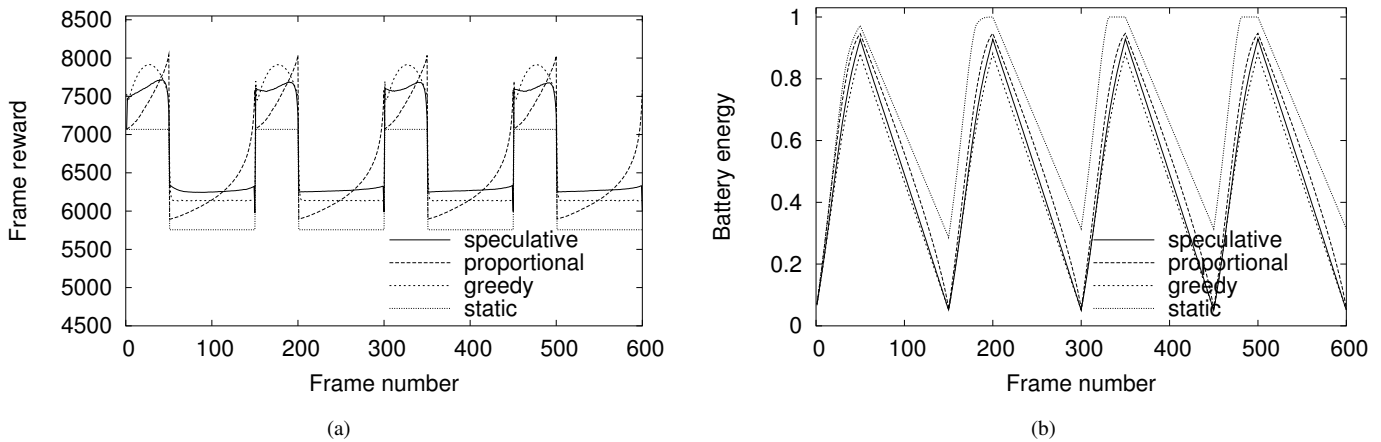 8500
8000
7500
7000
6500
6000
5500
5000
4500
Frame reward
speculative
proportional
greedy
static
0 100 200 300 400 500 600
Frame number
(a)
1
0.8
0.6
0.4
0.2
0
Battery energy
speculative
proportional
greedy
static
0 100 200 300 400 500 600
Frame number
(b)